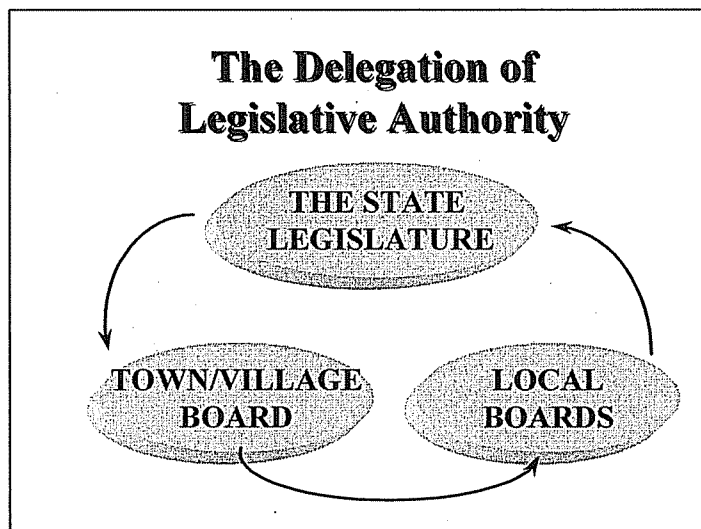 The Delegation of
Legislative Authority
THE STATE
LEGISLATURE
TOWN/VILLAGE
BOARD
LOCAL
BOARDS